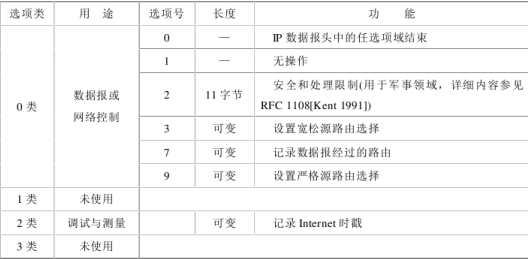 选项类 用 途 选项号 长度 功 能
0 类 数据报或网络控制 0 — IP 数据报头中的任选项域结束
1 — 无操作
2 11 字节 安全和处理限制(用于军事领域，详细内容参见
RFC 1108[Kent 1991])
3 可变 设置宽松源路由选择
7 可变 记录数据报经过的路由
9 可变 设置严格源路由选择
1 类 未使用
2 类 调试与测量 可变 记录 Internet 时戳
3 类 未使用